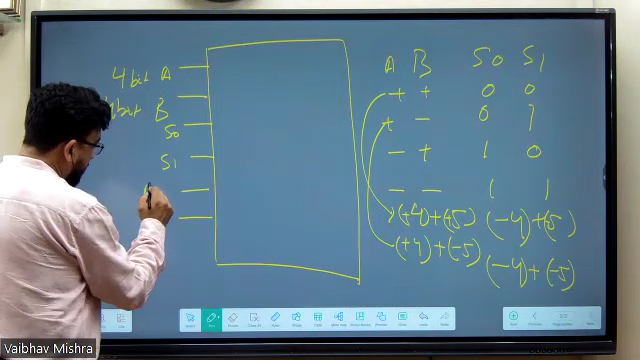 4 bit A
4 bit B
S0
S1
A B S0 S1
+ + 0 0
+ - 0 1
- + 1 0
- - 1 1
(+4)+(+5) (-4)+(5)
(+4)+(-5)
(-4)+(-5)
Vaibhav Mishra